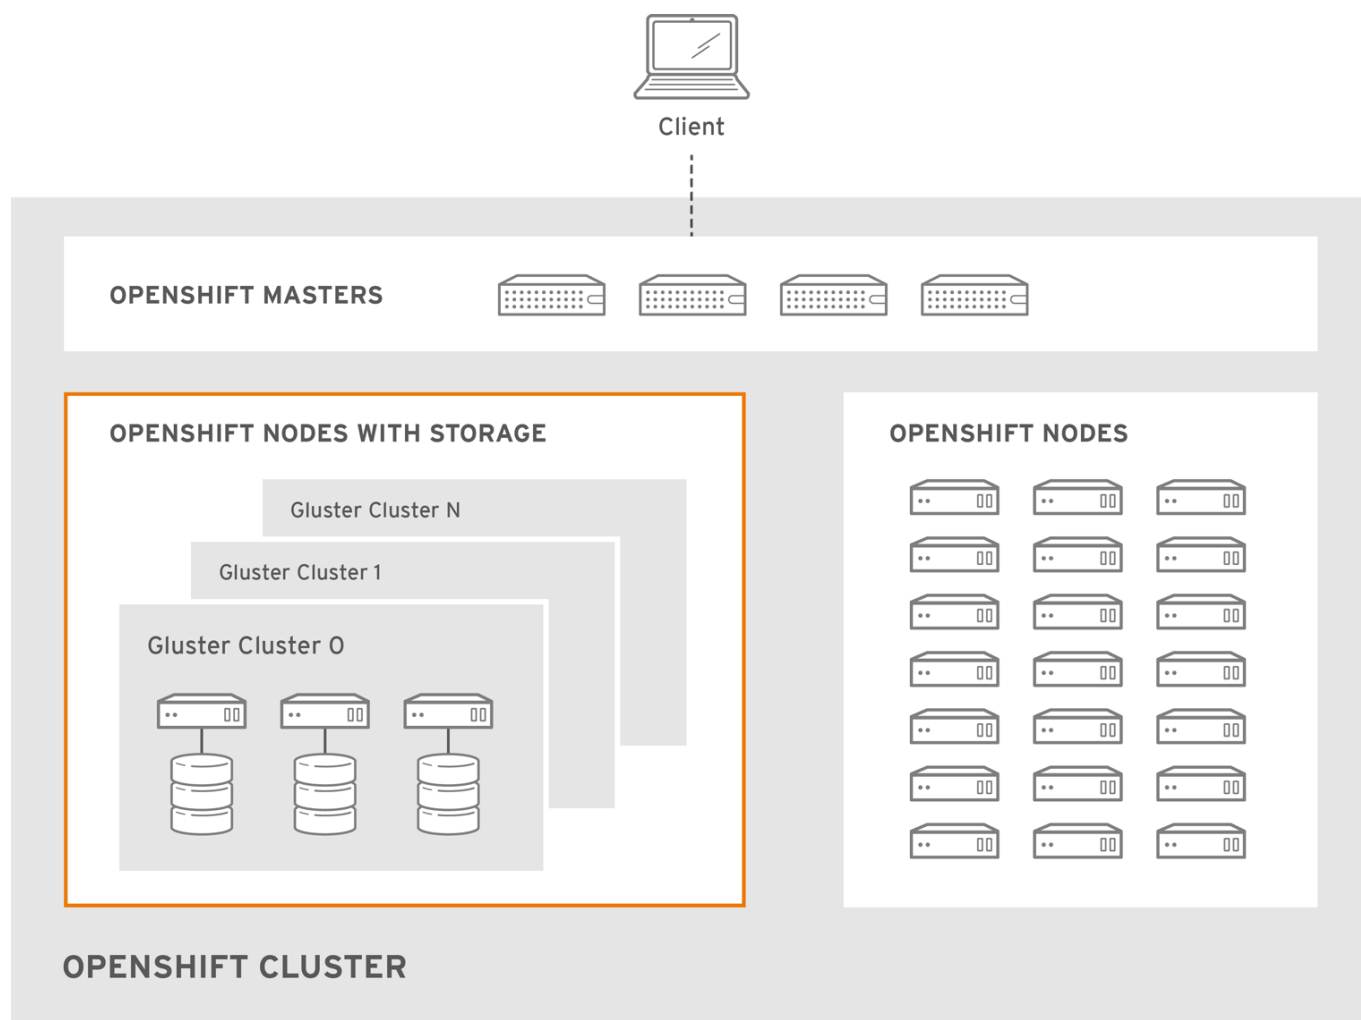 Client
OPENSHIFT MASTERS
OPENSHIFT NODES WITH STORAGE
Gluster Cluster N
Gluster Cluster 1
Gluster Cluster 0
OPENSHIFT NODES
OPENSHIFT CLUSTER